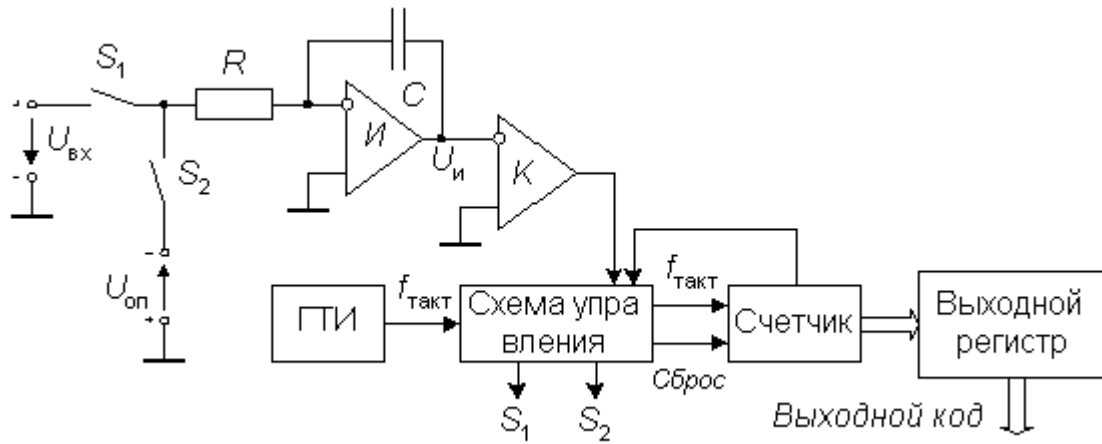 S1
R
C
+
Uвх
-
S2
И
Uи
К
-
Uоп
+
ГТИ
fтакт
Схема упра
вления
fтакт
Сброс
Счетчик
Выходной
регистр
S1
S2
Выходной код